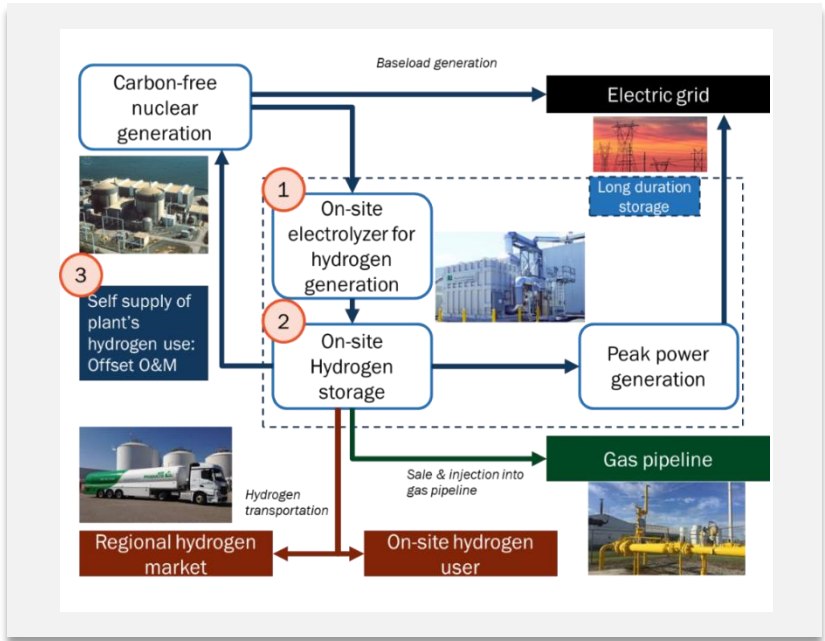 Baseload generation
Carbon-free
nuclear
generation
Electric grid
Long duration
storage
1
On-site
electrolyzer for
hydrogen
generation
3
Self supply of
plant's
hydrogen use:
Offset O&M
2
On-site
Hydrogen
storage
Peak power
generation
Gas pipeline
Sale & injection into
gas pipeline
Hydrogen
transportation
Regional hydrogen
market
On-site hydrogen
user